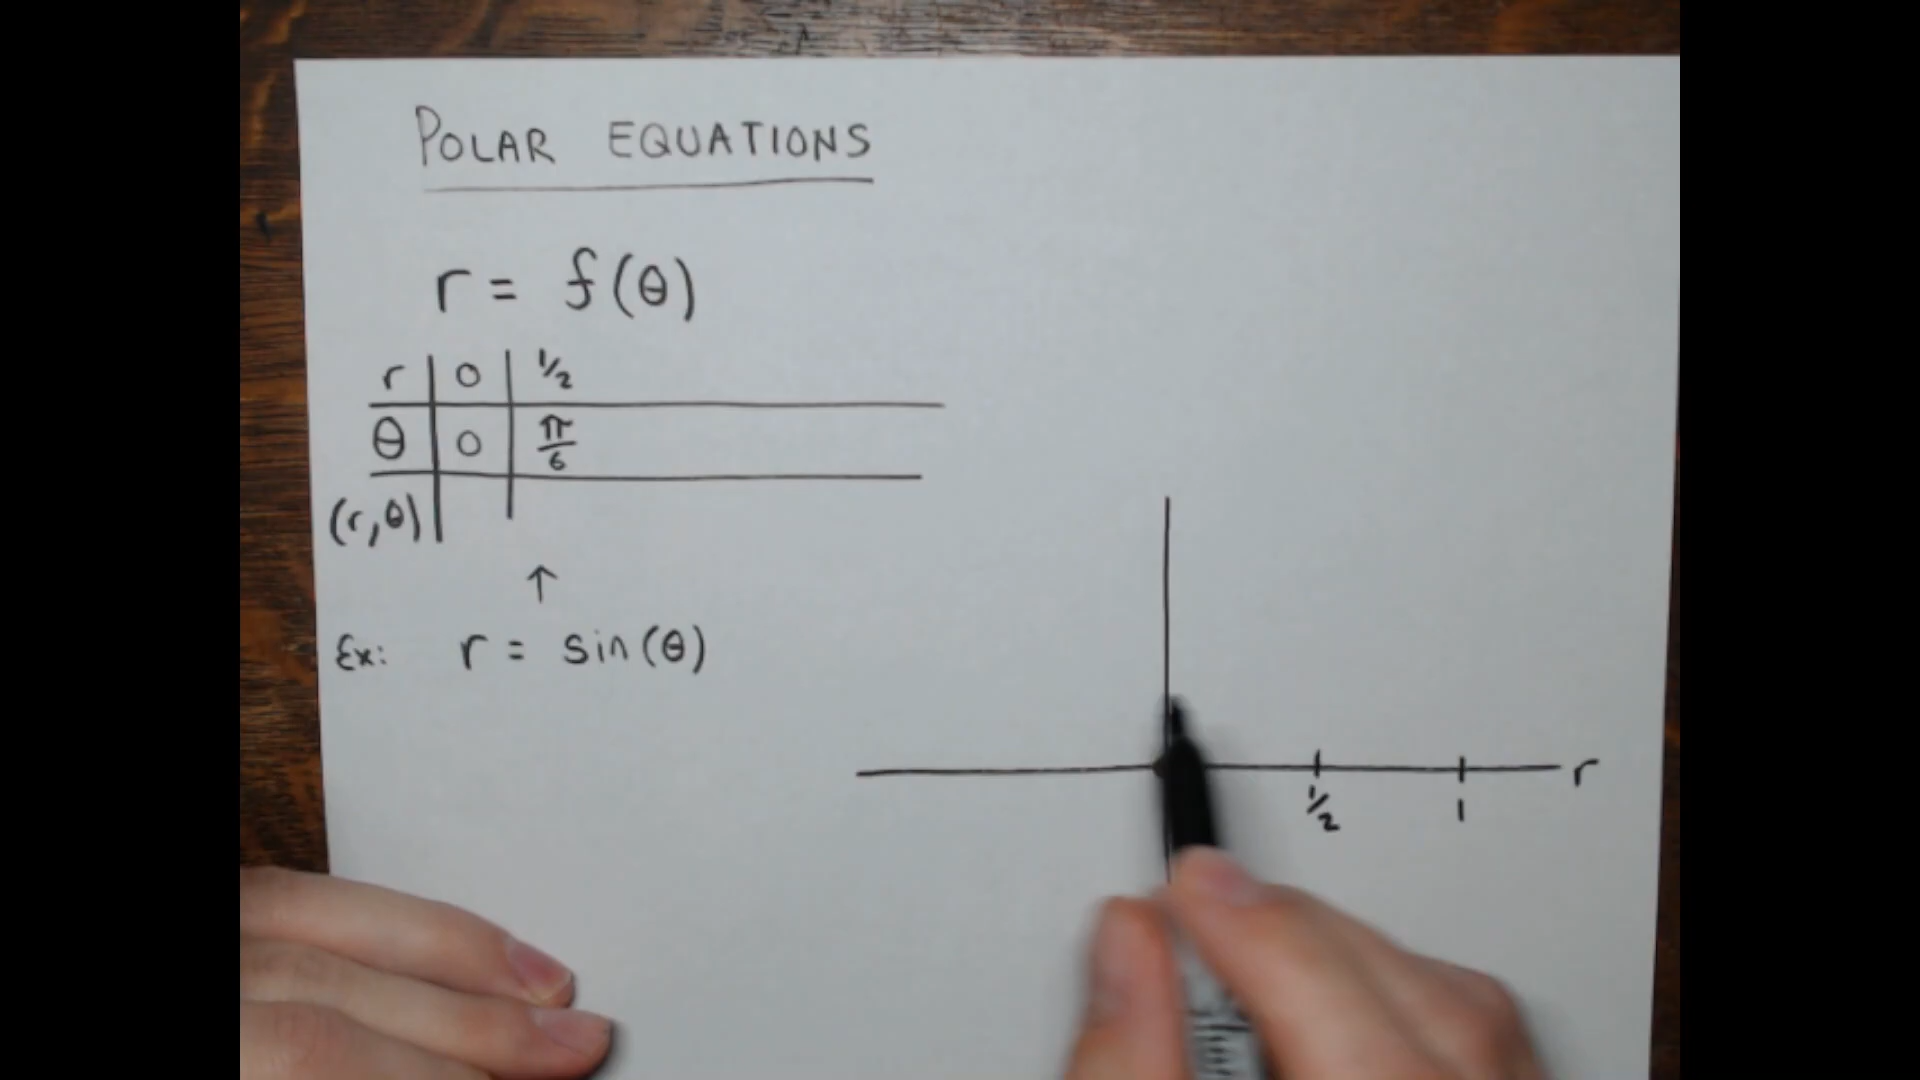 POLAR EQUATIONS
r = f(θ)
r 0 1/2
θ 0 π/6
(r,θ)
↑
Ex: r = sin(θ)
r
1/2 1